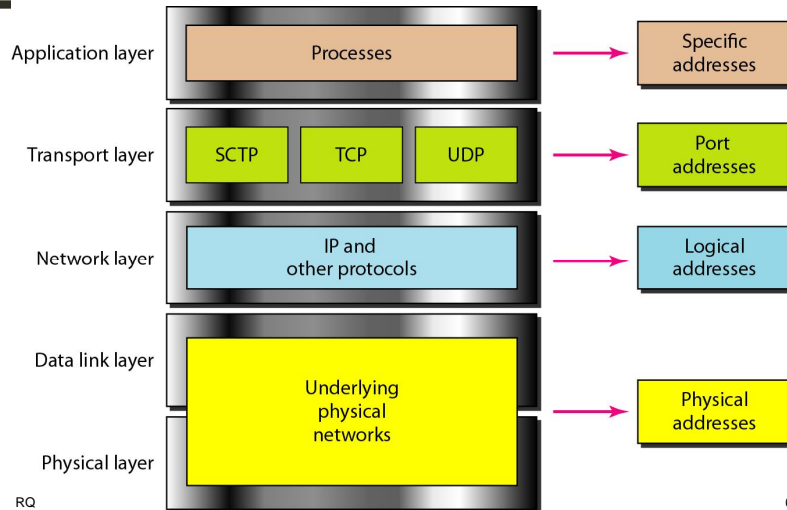 Application layer
Processes
Specific
addresses
Transport layer
SCTP
TCP
UDP
Port
addresses
Network layer
IP and
other protocols
Logical
addresses
Data link layer
Underlying
physical
networks
Physical
addresses
Physical layer
RQ